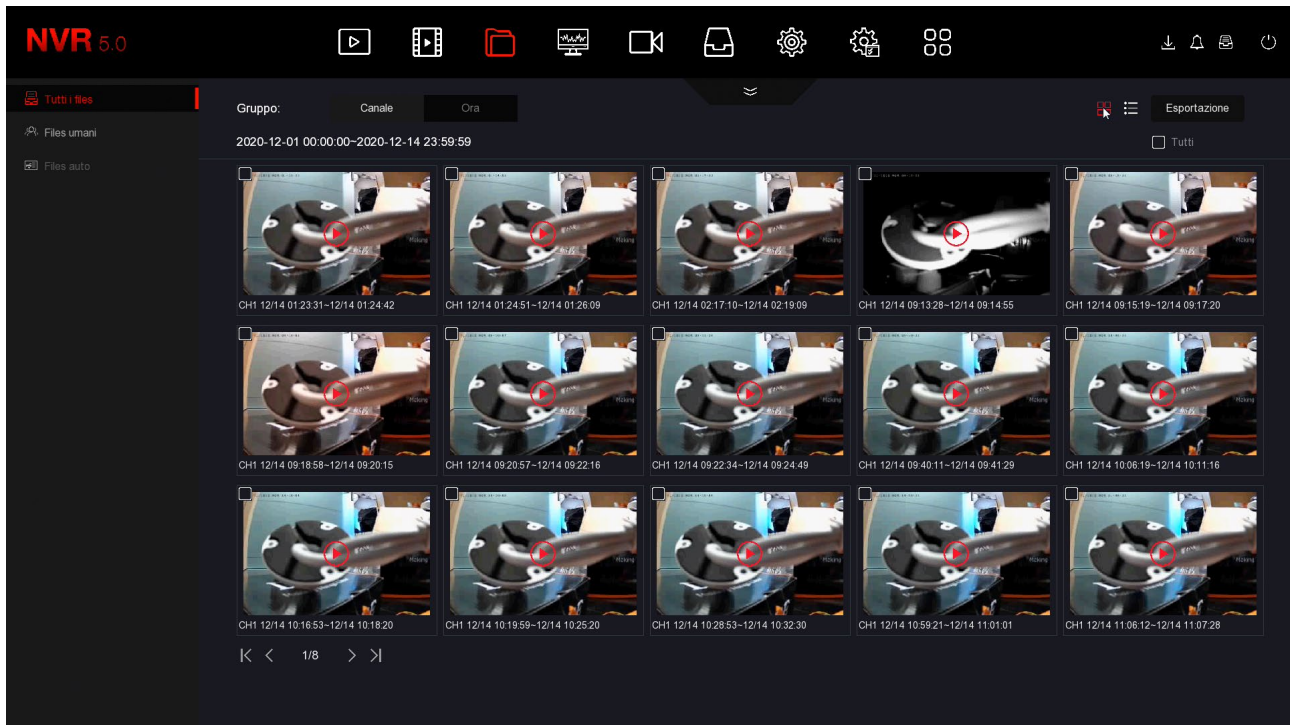 NVR 5.0
Tutti i files
Files umani
Files auto
Gruppo:
Canale
Ora
Esportazione
2020-12-01 00:00:00~2020-12-14 23:59:59
Tutti
CH1 12/14 01:23:31~12/14 01:24:42
CH1 12/14 01:24:51~12/14 01:26:09
CH1 12/14 02:17:10~12/14 02:19:09
CH1 12/14 09:13:28~12/14 09:14:55
CH1 12/14 09:15:19~12/14 09:17:20
CH1 12/14 09:18:58~12/14 09:20:15
CH1 12/14 09:20:57~12/14 09:22:16
CH1 12/14 09:22:34~12/14 09:24:49
CH1 12/14 09:40:11~12/14 09:41:29
CH1 12/14 10:06:19~12/14 10:11:16
CH1 12/14 10:16:53~12/14 10:18:20
CH1 12/14 10:19:59~12/14 10:25:20
CH1 12/14 10:28:53~12/14 10:32:30
CH1 12/14 10:59:21~12/14 11:01:01
CH1 12/14 11:06:12~12/14 11:07:28
1/8